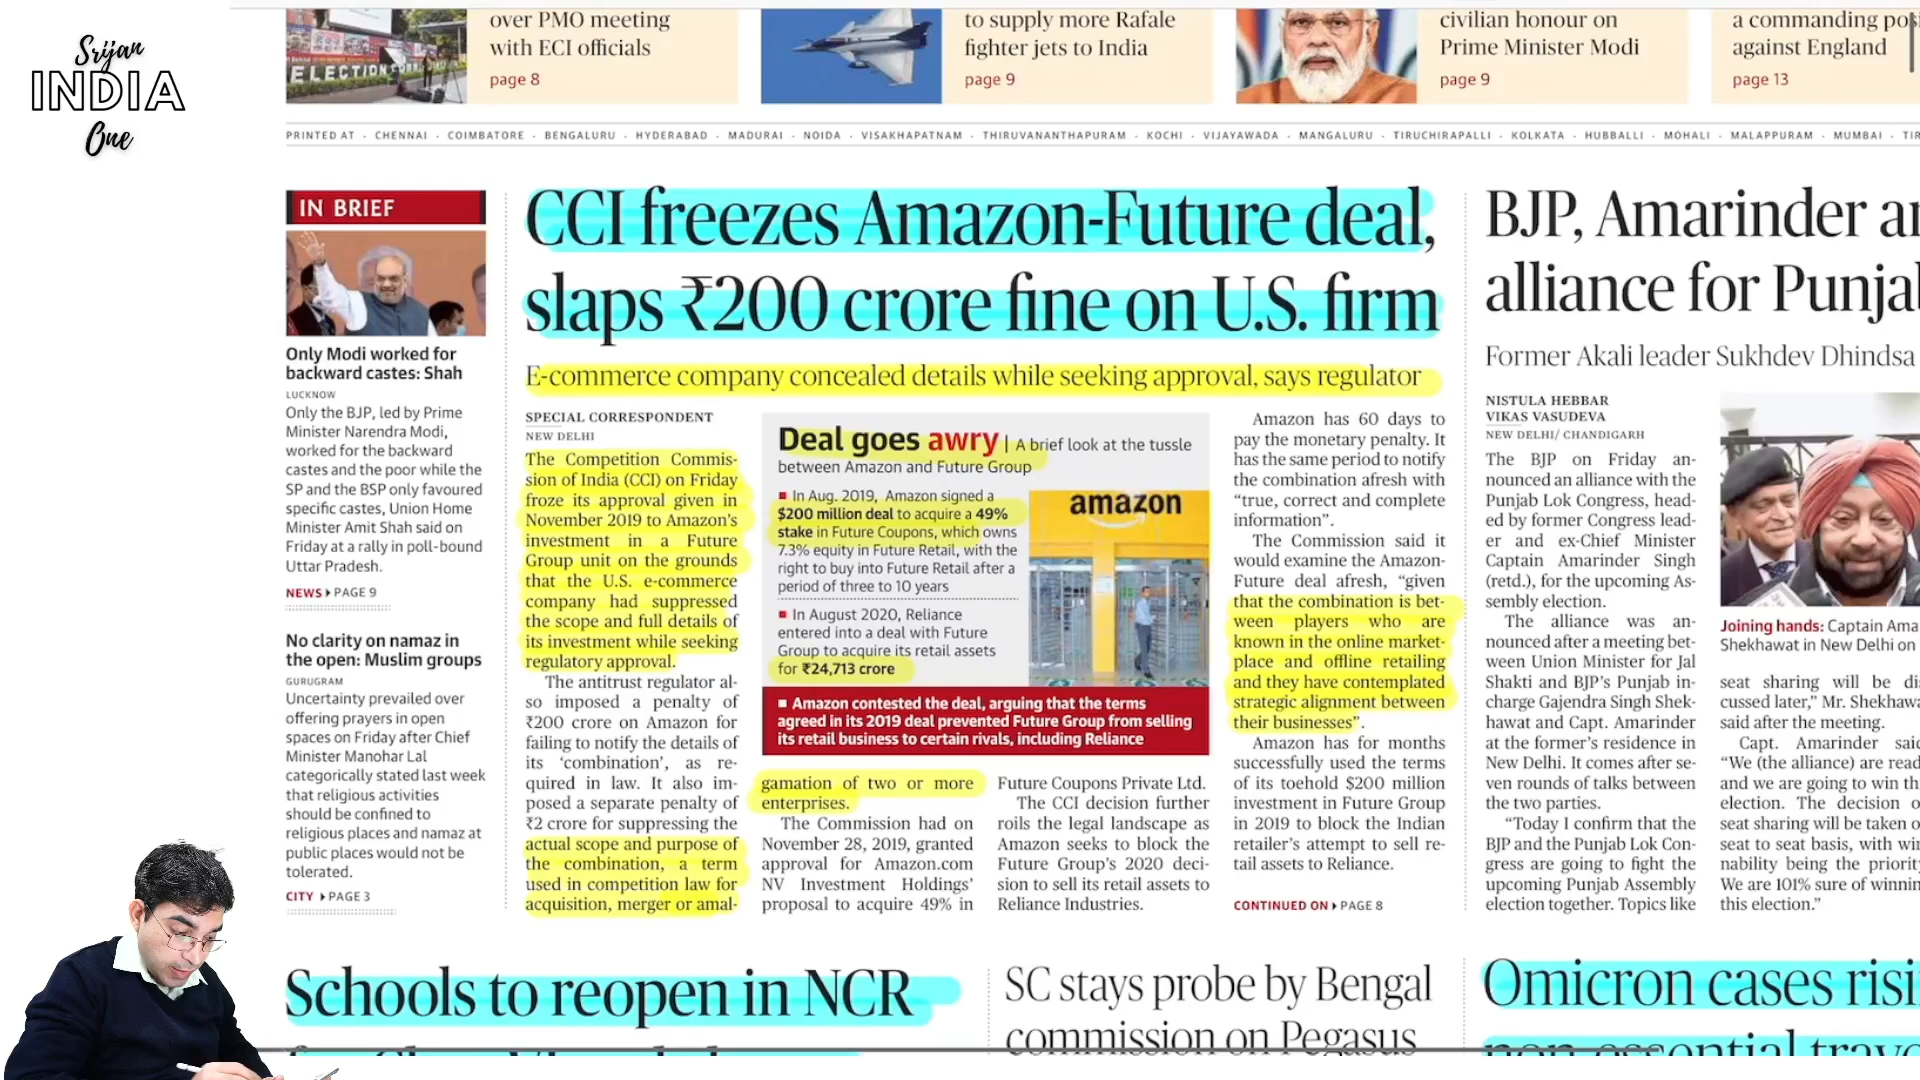 Srijan
INDIA
One
over PMO meeting
with ECI officials
page 8
ELECTION COMM
to supply more Rafale
fighter jets to India
page 9
civilian honour on
Prime Minister Modi
page 9
a commanding pos
against England
page 13
PRINTED AT · CHENNAI · COIMBATORE · BENGALURU · HYDERABAD · MADURAI · NOIDA · VISAKHAPATNAM · THIRUVANANTHAPURAM · KOCHI · VIJAYAWADA · MANGALURU · TIRUCHIRAPALLI · KOLKATA · HUBBALLI · MOHALI · MALAPPURAM · MUMBAI · TIR
IN BRIEF
Only Modi worked for
backward castes: Shah
LUCKNOW
Only the BJP, led by Prime
Minister Narendra Modi,
worked for the backward
castes and the poor while the
SP and the BSP only favoured
specific castes, Union Home
Minister Amit Shah said on
Friday at a rally in poll-bound
Uttar Pradesh.
NEWS PAGE 9
No clarity on namaz in
the open: Muslim groups
GURUGRAM
Uncertainty prevailed over
offering prayers in open
spaces on Friday after Chief
Minister Manohar Lal
categorically stated last week
that religious activities
should be confined to
religious places and namaz at
public places would not be
tolerated.
CITY PAGE 3
CCI freezes Amazon-Future deal,
slaps ₹200 crore fine on U.S. firm
E-commerce company concealed details while seeking approval, says regulator
SPECIAL CORRESPONDENT
NEW DELHI
The Competition Commis-
sion of India (CCI) on Friday
froze its approval given in
November 2019 to Amazon's
investment in a Future
Group unit on the grounds
that the U.S. e-commerce
company had suppressed
the scope and full details of
its investment while seeking
regulatory approval.
The antitrust regulator al-
so imposed a penalty of
₹200 crore on Amazon for
failing to notify the details of
its ‘combination’, as re-
quired in law. It also im-
posed a separate penalty of
₹2 crore for suppressing the
actual scope and purpose of
the combination, a term
used in competition law for
acquisition, merger or amal-
Deal goes awry | A brief look at the tussle
between Amazon and Future Group
■ In Aug. 2019, Amazon signed a
$200 million deal to acquire a 49%
stake in Future Coupons, which owns
7.3% equity in Future Retail, with the
right to buy into Future Retail after a
period of three to 10 years
■ In August 2020, Reliance
entered into a deal with Future
Group to acquire its retail assets
for ₹24,713 crore
amazon
■ Amazon contested the deal, arguing that the terms
agreed in its 2019 deal prevented Future Group from selling
its retail business to certain rivals, including Reliance
gamation of two or more
enterprises.
The Commission had on
November 28, 2019, granted
approval for Amazon.com
NV Investment Holdings’
proposal to acquire 49% in
Future Coupons Private Ltd.
The CCI decision further
roils the legal landscape as
Amazon seeks to block the
Future Group's 2020 deci-
sion to sell its retail assets to
Reliance Industries.
Amazon has 60 days to
pay the monetary penalty. It
has the same period to notify
the combination afresh with
“true, correct and complete
information”.
The Commission said it
would examine the Amazon-
Future deal afresh, “given
that the combination is bet-
ween players who are
known in the online market-
place and offline retailing
and they have contemplated
strategic alignment between
their businesses”.
Amazon has for months
successfully used the terms
of its toehold $200 million
investment in Future Group
in 2019 to block the Indian
retailer's attempt to sell re-
tail assets to Reliance.
CONTINUED ON PAGE 8
BJP, Amarinder an
alliance for Punjab
Former Akali leader Sukhdev Dhindsa
NISTULA HEBBAR
VIKAS VASUDEVA
NEW DELHI/ CHANDIGARH
The BJP on Friday an-
nounced an alliance with the
Punjab Lok Congress, head-
ed by former Congress lead-
er and ex-Chief Minister
Captain Amarinder Singh
(retd.), for the upcoming As-
sembly election.
The alliance was an-
nounced after a meeting bet-
ween Union Minister for Jal
Shakti and BJP's Punjab in-
charge Gajendra Singh Shek-
hawat and Capt. Amarinder
at the former's residence in
New Delhi. It comes after se-
ven rounds of talks between
the two parties.
“Today I confirm that the
BJP and the Punjab Lok Con-
gress are going to fight the
upcoming Punjab Assembly
election together. Topics like
Joining hands: Captain Ama
Shekhawat in New Delhi on
seat sharing will be dis
cussed later,” Mr. Shekhawa
said after the meeting.
Capt. Amarinder said
“We (the alliance) are read
and we are going to win th
election. The decision o
seat sharing will be taken o
seat to seat basis, with win
nability being the priority
We are 101% sure of winnin
this election.”
Schools to reopen in NCR
SC stays probe by Bengal
commission on Pegasus
Omicron cases risi
non-essential trave